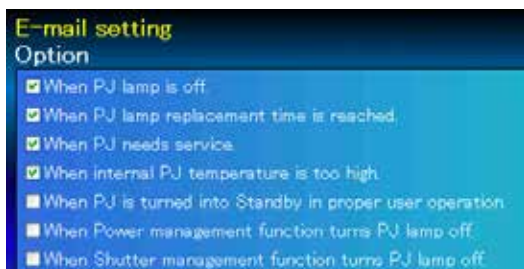 E-mail setting
Option
When PJ lamp is off.
When PJ lamp replacement time is reached.
When PJ needs service.
When internal PJ temperature is too high.
When PJ is turned into Standby in proper user operation.
When Power management function turns PJ lamp off.
When Shutter management function turns PJ lamp off.